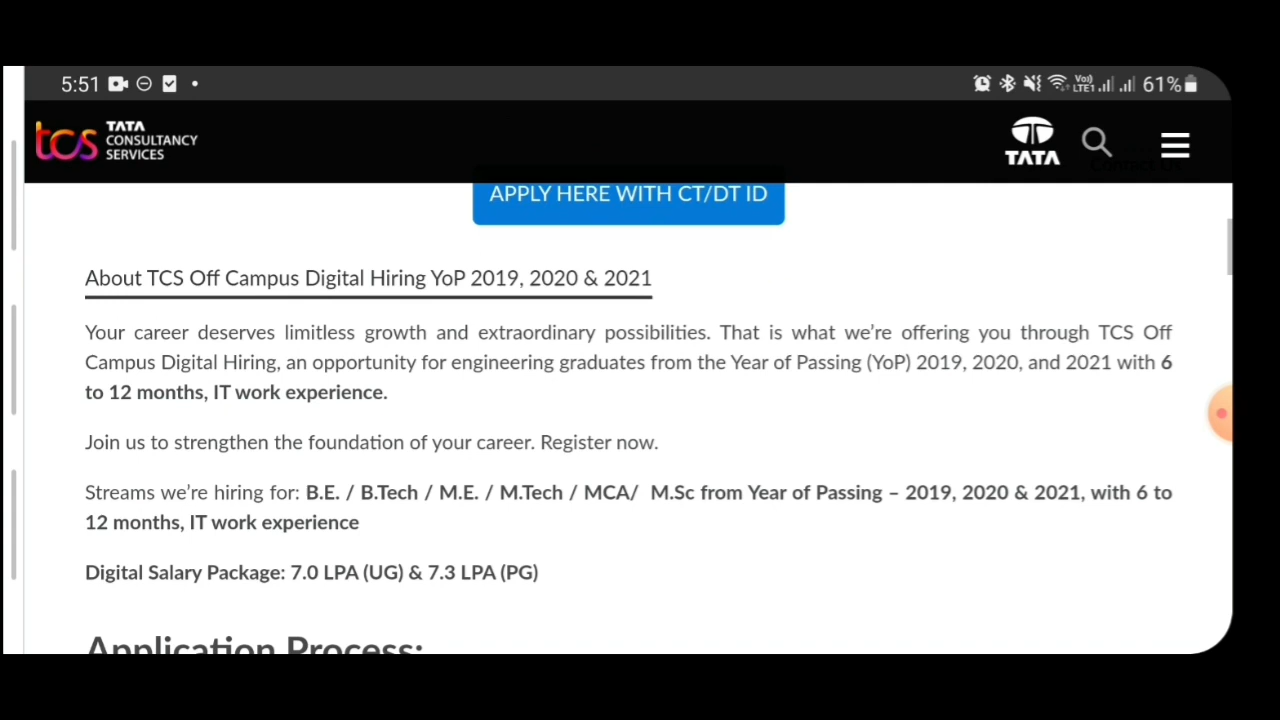 5:51
Vo)) LTE1 61%
tcs TATA CONSULTANCY SERVICES
TATA
APPLY HERE WITH CT/DT ID
About TCS Off Campus Digital Hiring YoP 2019, 2020 & 2021
Your career deserves limitless growth and extraordinary possibilities. That is what we're offering you through TCS Off
Campus Digital Hiring, an opportunity for engineering graduates from the Year of Passing (YoP) 2019, 2020, and 2021 with 6
to 12 months, IT work experience.
Join us to strengthen the foundation of your career. Register now.
Streams we're hiring for: B.E. / B.Tech / M.E. / M.Tech / MCA/ M.Sc from Year of Passing – 2019, 2020 & 2021, with 6 to
12 months, IT work experience
Digital Salary Package: 7.0 LPA (UG) & 7.3 LPA (PG)
Application Process: